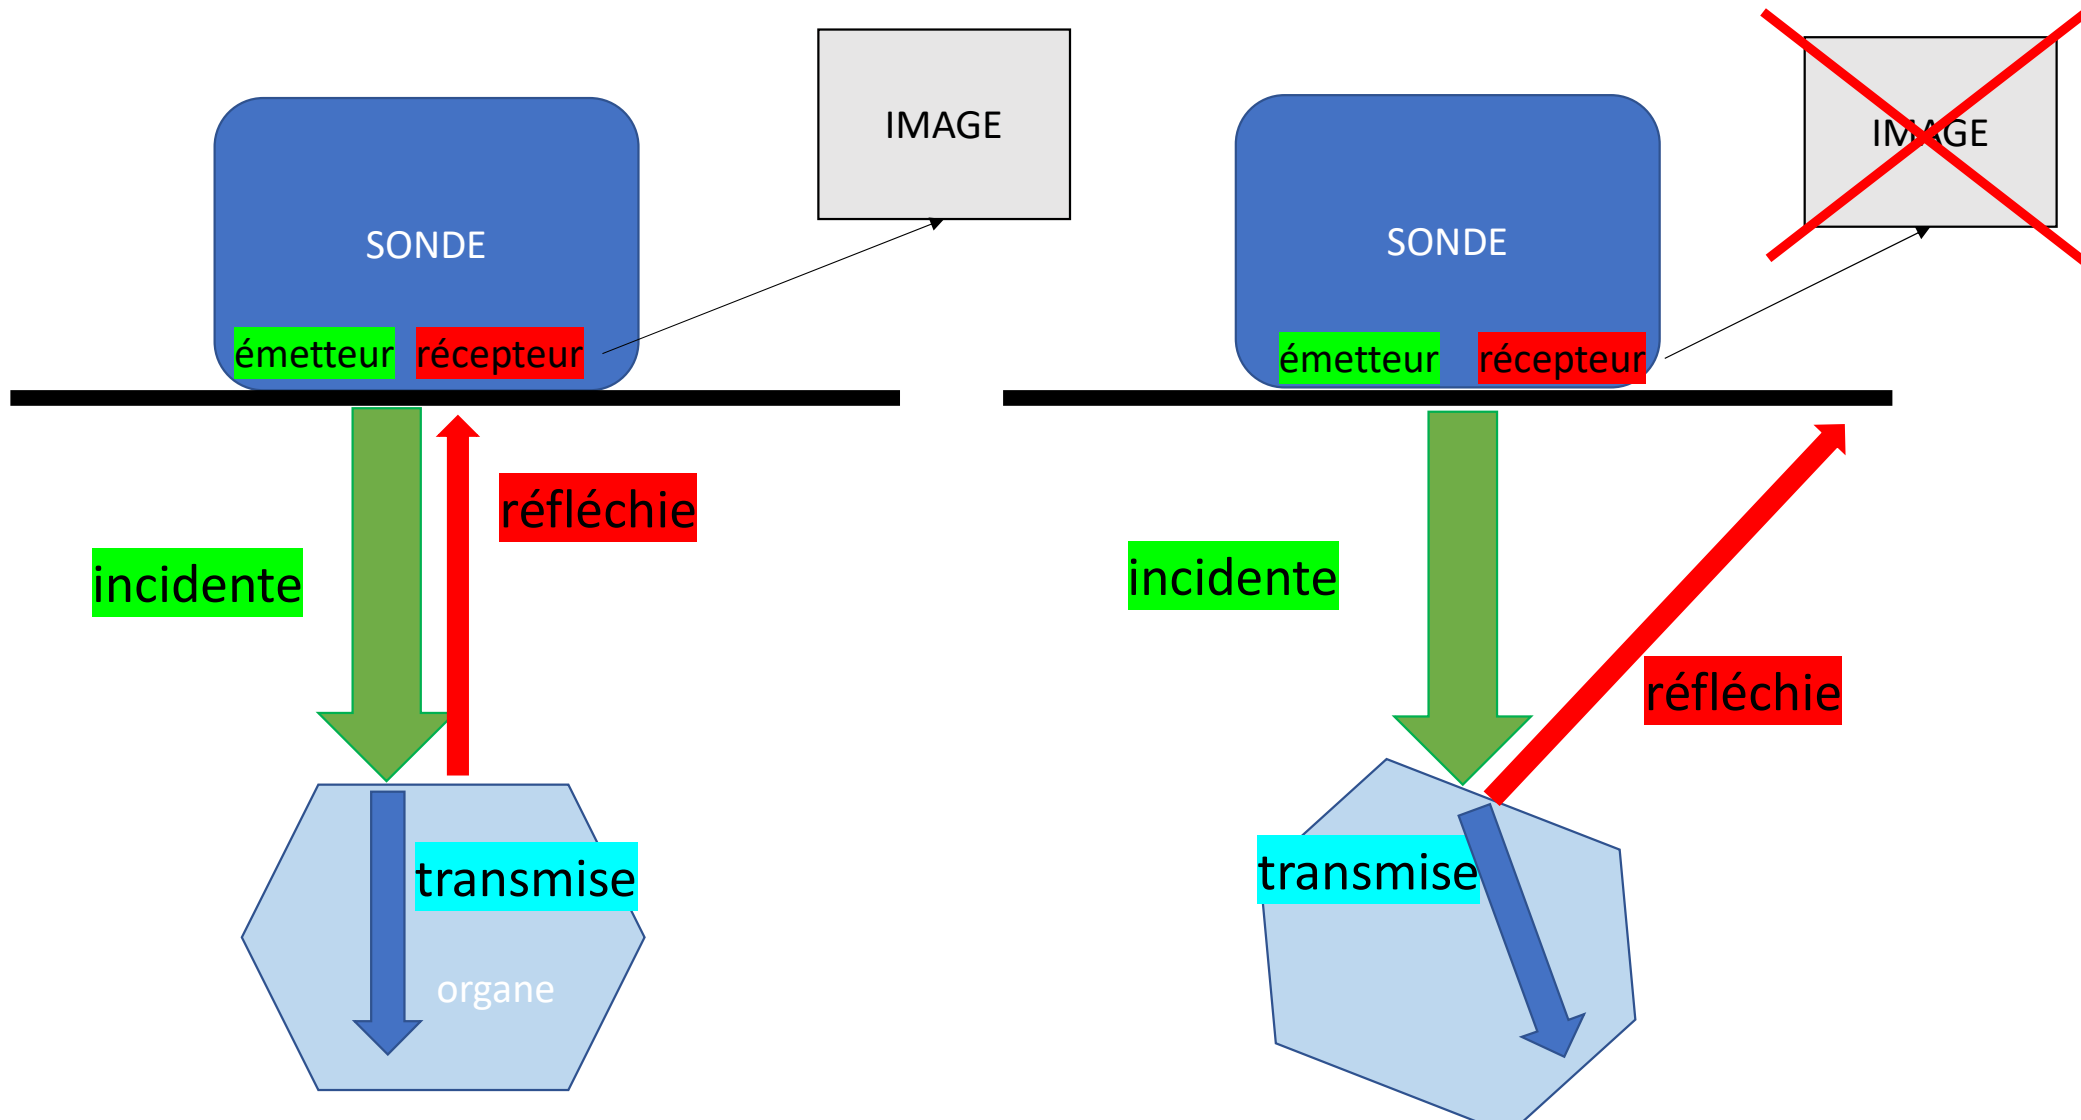 IMAGE
SONDE
émetteur récepteur
réfléchie
incidente
transmise
organe
IMAGE
SONDE
émetteur récepteur
incidente
réfléchie
transmise